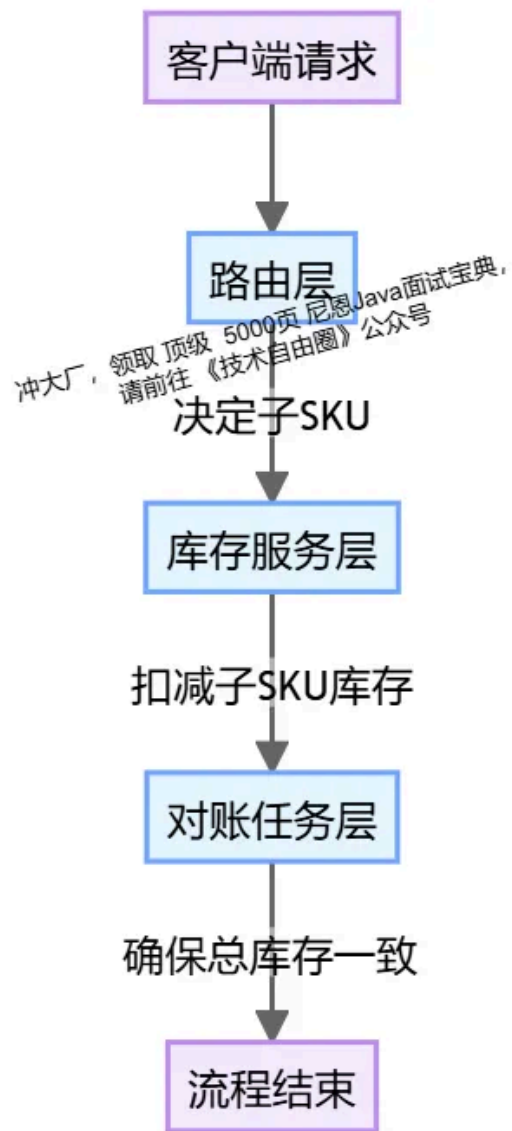 客户端请求
路由层
冲大厂，领取 顶级  5000页 尼恩Java面试宝典，
请前往 《技术自由圈》公众号
决定子SKU
库存服务层
扣减子SKU库存
对账任务层
确保总库存一致
流程结束